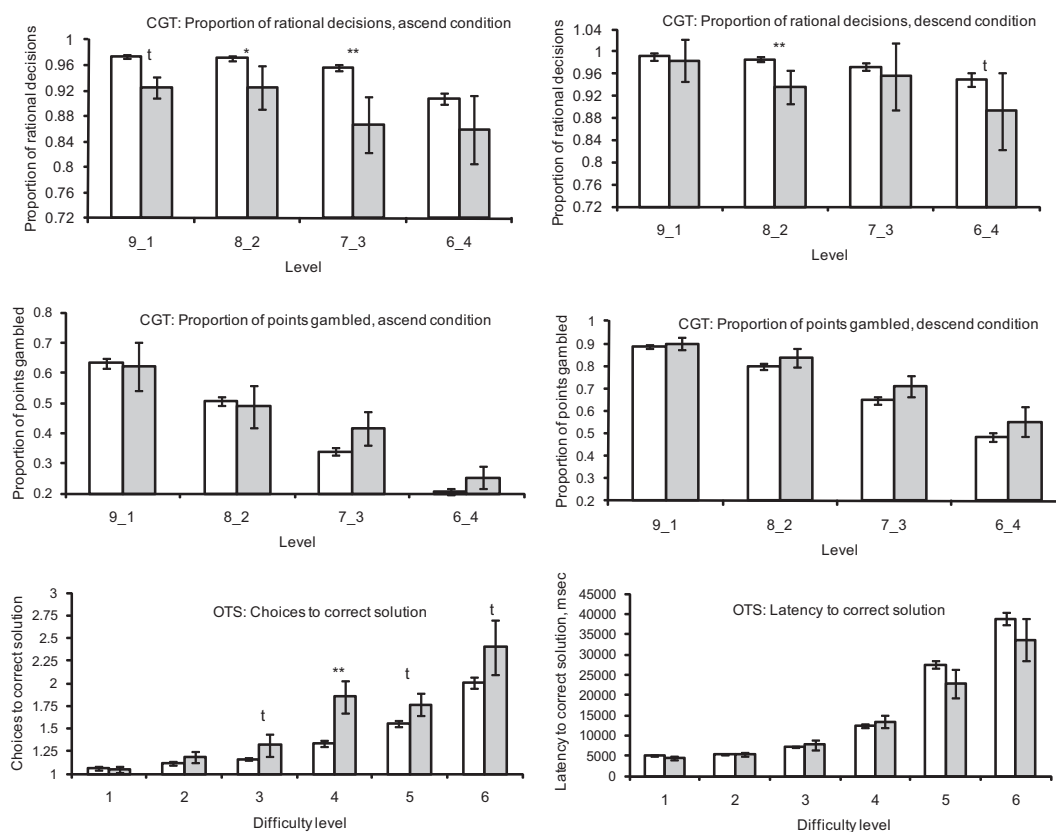 CGT: Proportion of rational decisions, ascend condition
Proportion of rational decisions
1
0.96
0.92
0.88
0.84
0.8
0.76
0.72
t
*
**
9_1 8_2 7_3 6_4
Level
CGT: Proportion of rational decisions, descend condition
Proportion of rational decisions
1.04
1
0.96
0.92
0.88
0.84
0.8
0.76
0.72
**
t
9_1 8_2 7_3 6_4
Level
CGT: Proportion of points gambled, ascend condition
Proportion of points gambled
0.8
0.7
0.6
0.5
0.4
0.3
0.2
9_1 8_2 7_3 6_4
Level
CGT: Proportion of points gambled, descend condition
Proportion of points gambled
1
0.9
0.8
0.7
0.6
0.5
0.4
0.3
0.2
9_1 8_2 7_3 6_4
Level
OTS: Choices to correct solution
Choices to correct solution
3
2.75
2.5
2.25
2
1.75
1.5
1.25
1
t
**
t
t
1 2 3 4 5 6
Difficulty level
OTS: Latency to correct solution
Latency to correct solution, msec
45000
40000
35000
30000
25000
20000
15000
10000
5000
0
1 2 3 4 5 6
Difficulty level